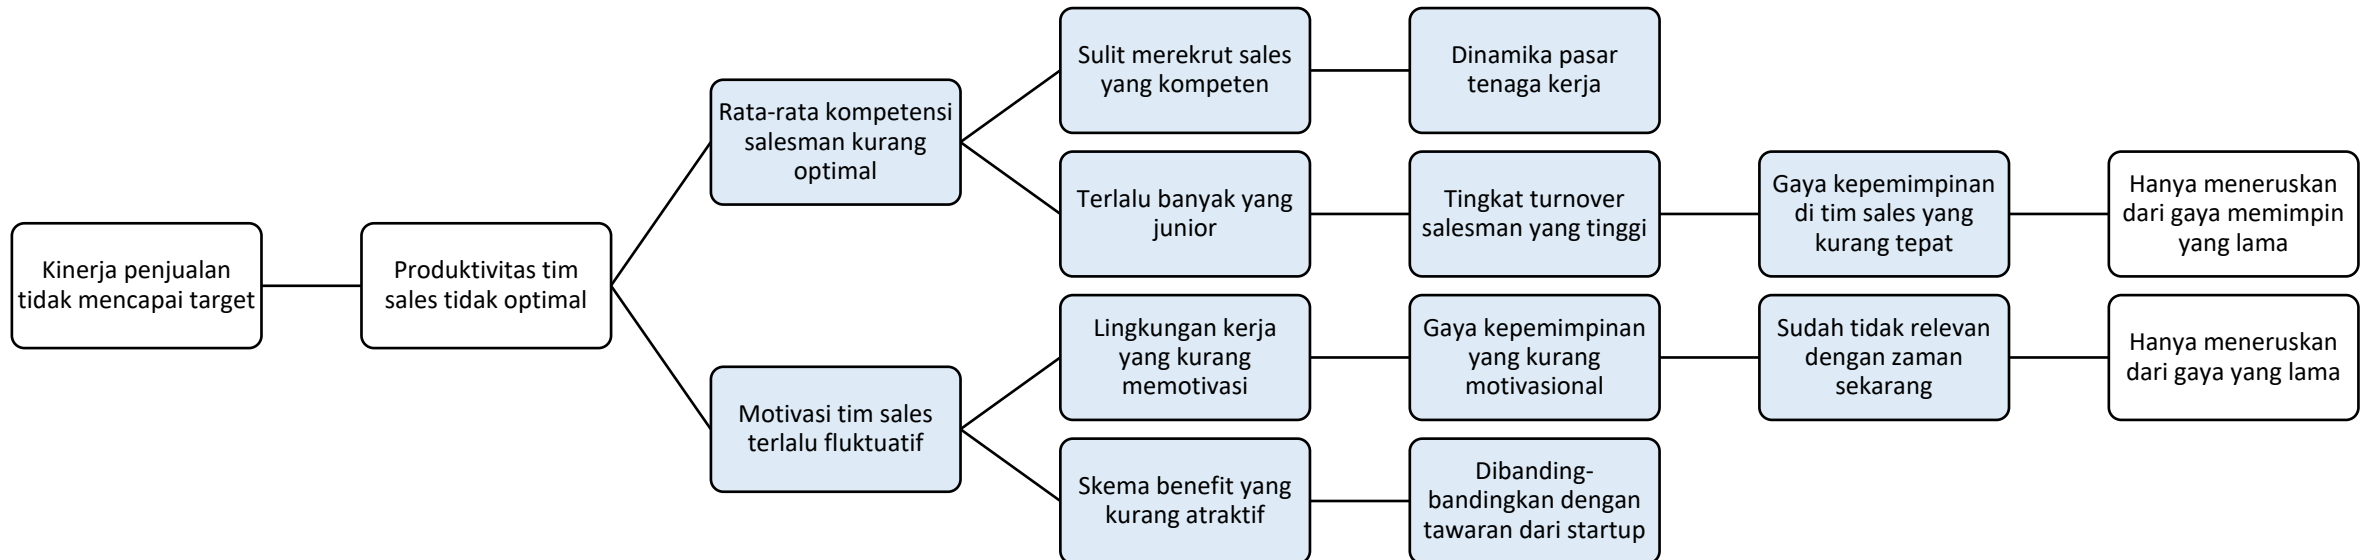 Kinerja penjualan
tidak mencapai target
Produktivitas tim
sales tidak optimal
Rata-rata kompetensi
salesman kurang
optimal
Sulit merekrut sales
yang kompeten
Dinamika pasar
tenaga kerja
Terlalu banyak yang
junior
Tingkat turnover
salesman yang tinggi
Gaya kepemimpinan
di tim sales yang
kurang tepat
Hanya meneruskan
dari gaya memimpin
yang lama
Motivasi tim sales
terlalu fluktuatif
Lingkungan kerja
yang kurang
memotivasi
Gaya kepemimpinan
yang kurang
motivasional
Sudah tidak relevan
dengan zaman
sekarang
Hanya meneruskan
dari gaya yang lama
Skema benefit yang
kurang atraktif
Dibanding-
bandingkan dengan
tawaran dari startup